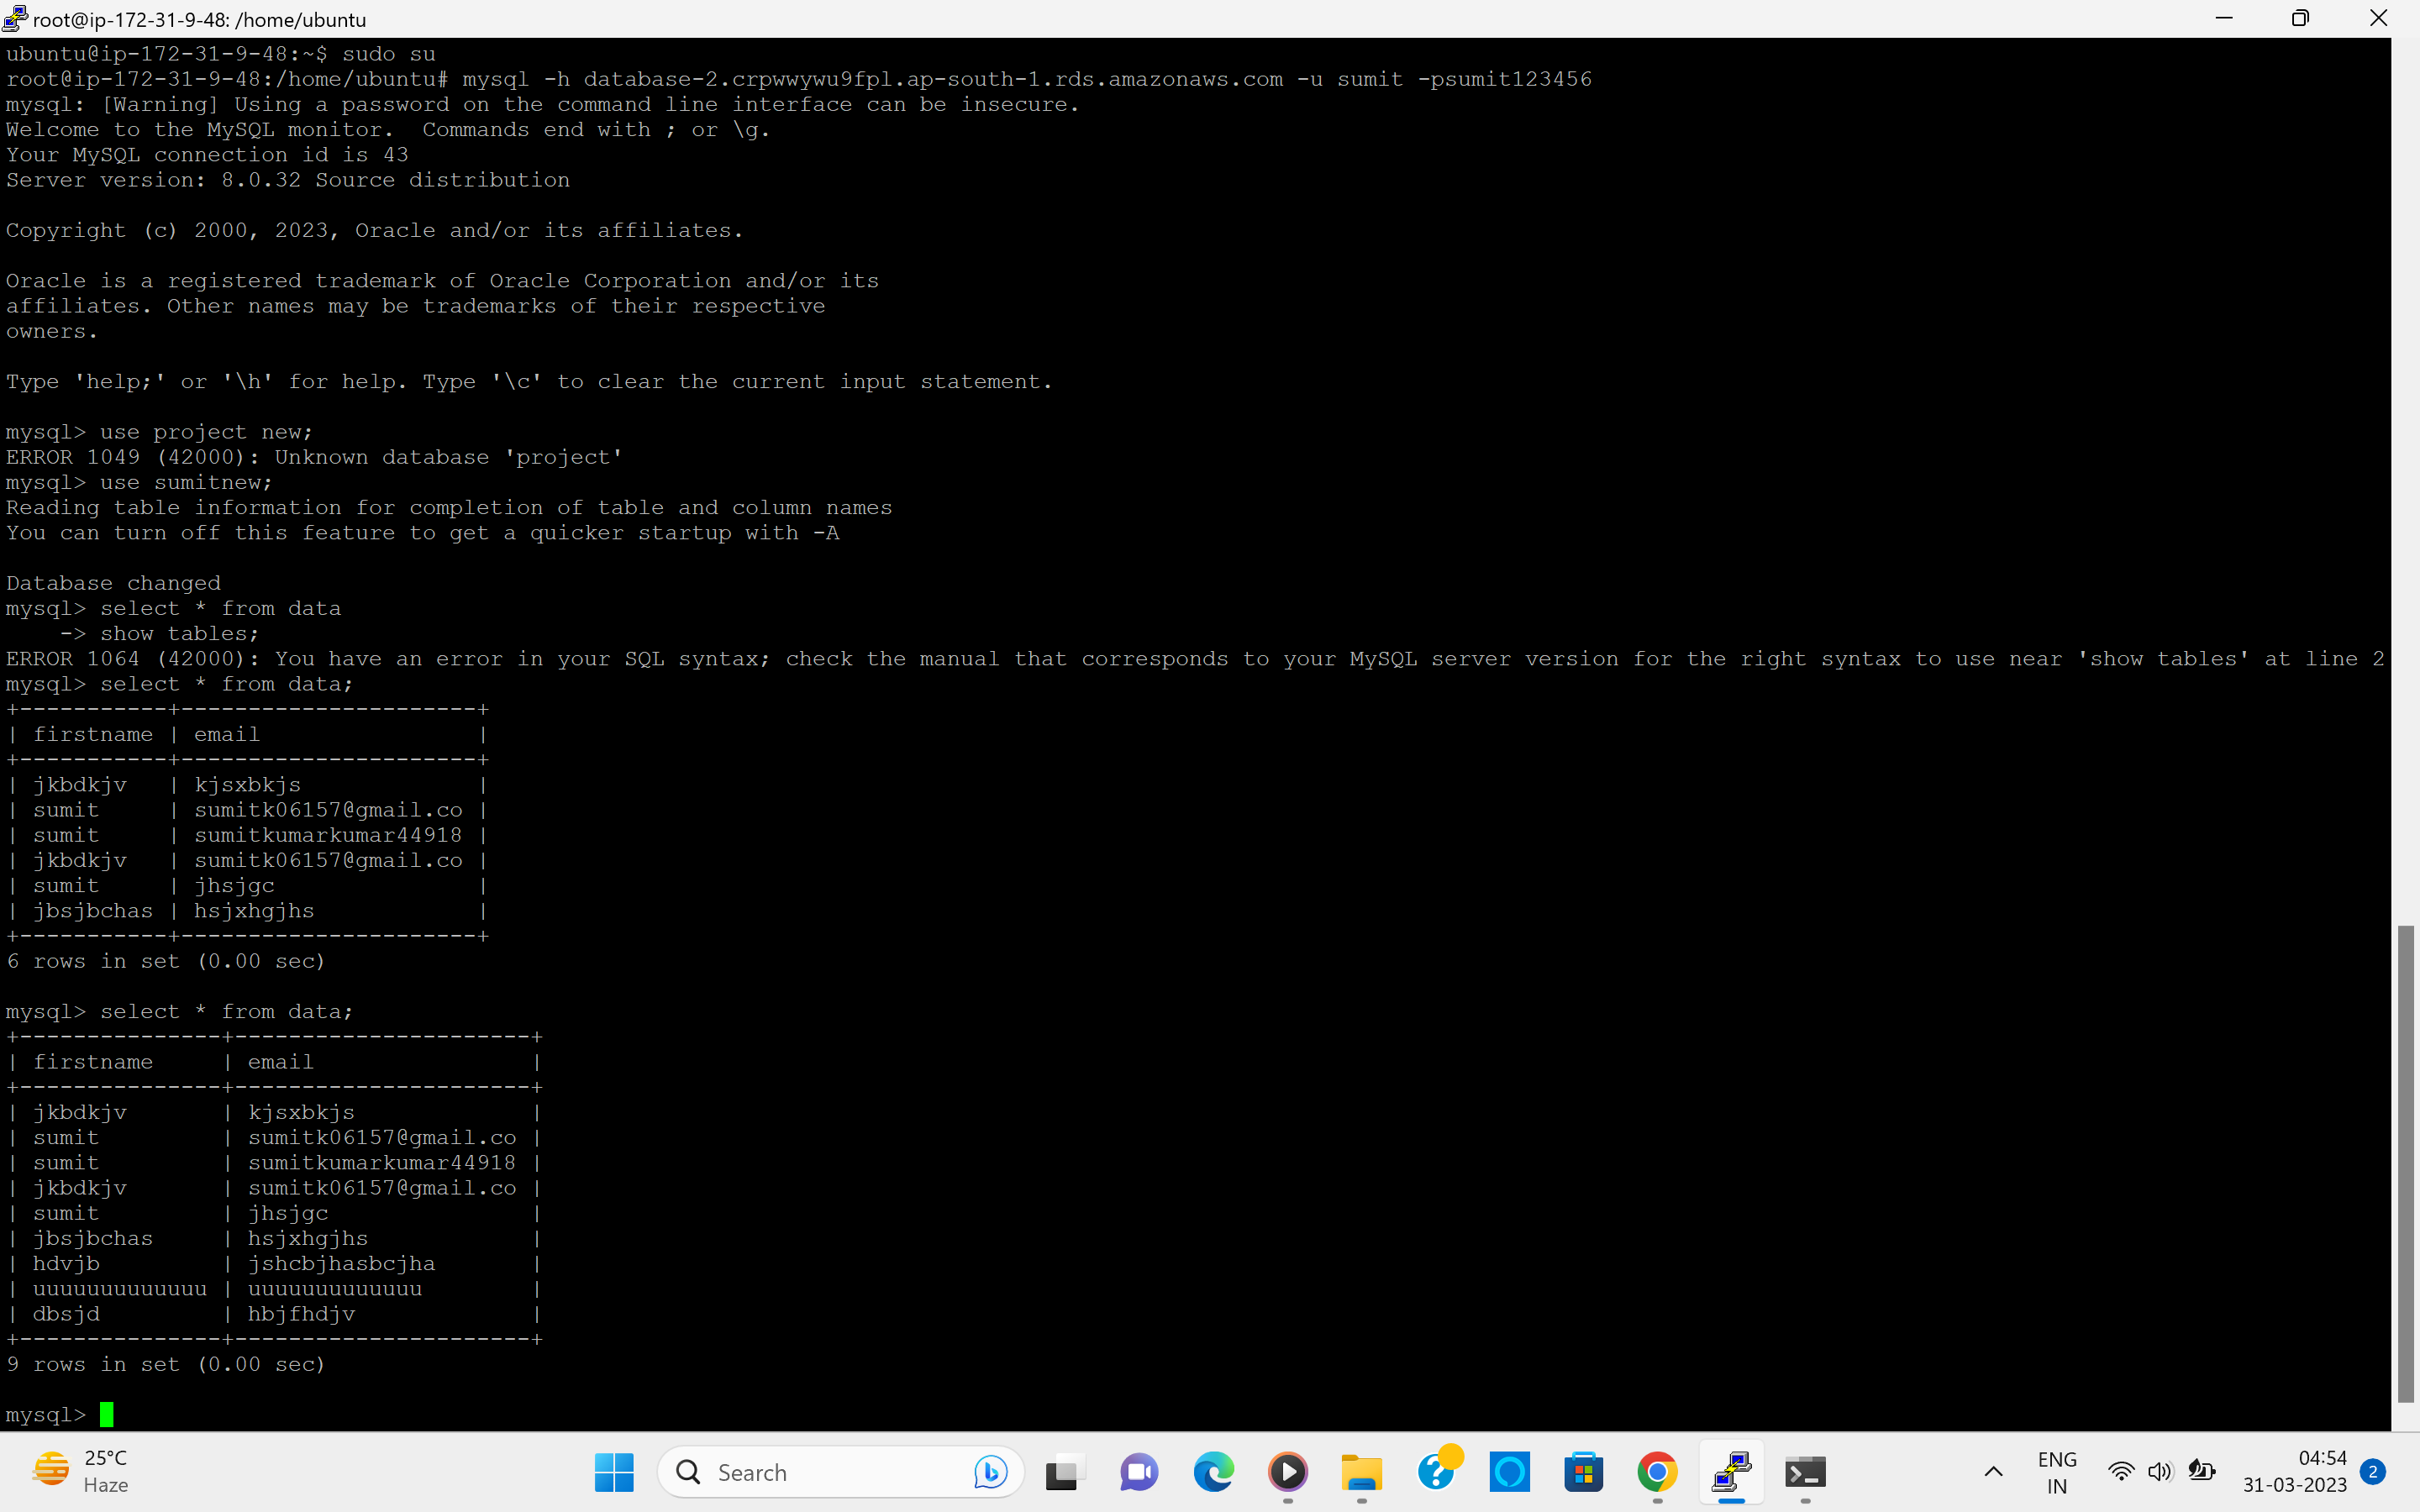 root@ip-172-31-9-48: /home/ubuntu
ubuntu@ip-172-31-9-48:~$ sudo su
root@ip-172-31-9-48:/home/ubuntu# mysql -h database-2.crpwwywu9fpl.ap-south-1.rds.amazonaws.com -u sumit -psumit123456
mysql: [Warning] Using a password on the command line interface can be insecure.
Welcome to the MySQL monitor.  Commands end with ; or \g.
Your MySQL connection id is 43
Server version: 8.0.32 Source distribution
Copyright (c) 2000, 2023, Oracle and/or its affiliates.
Oracle is a registered trademark of Oracle Corporation and/or its
affiliates. Other names may be trademarks of their respective
owners.
Type 'help;' or '\h' for help. Type '\c' to clear the current input statement.
mysql> use project new;
ERROR 1049 (42000): Unknown database 'project'
mysql> use sumitnew;
Reading table information for completion of table and column names
You can turn off this feature to get a quicker startup with -A
Database changed
mysql> select * from data
    -> show tables;
ERROR 1064 (42000): You have an error in your SQL syntax; check the manual that corresponds to your MySQL server version for the right syntax to use near 'show tables' at line 2
mysql> select * from data;
+-----------+----------------------+
| firstname | email                |
+-----------+----------------------+
| jkbdkjv   | kjsxbkjs             |
| sumit     | sumitk06157@gmail.co |
| sumit     | sumitkumarkumar44918 |
| jkbdkjv   | sumitk06157@gmail.co |
| sumit     | jhsjgc               |
| jbsjbchas | hsjxhgjhs            |
+-----------+----------------------+
6 rows in set (0.00 sec)
mysql> select * from data;
+---------------+----------------------+
| firstname     | email                |
+---------------+----------------------+
| jkbdkjv       | kjsxbkjs             |
| sumit         | sumitk06157@gmail.co |
| sumit         | sumitkumarkumar44918 |
| jkbdkjv       | sumitk06157@gmail.co |
| sumit         | jhsjgc               |
| jbsjbchas     | hsjxhgjhs            |
| hdvjb         | jshcbjhasbcjha       |
| uuuuuuuuuuuuu | uuuuuuuuuuuuu        |
| dbsjd         | hbjfhdjv             |
+---------------+----------------------+
9 rows in set (0.00 sec)
mysql>
25°C
Haze
Search
ENG
IN
04:54
31-03-2023
2